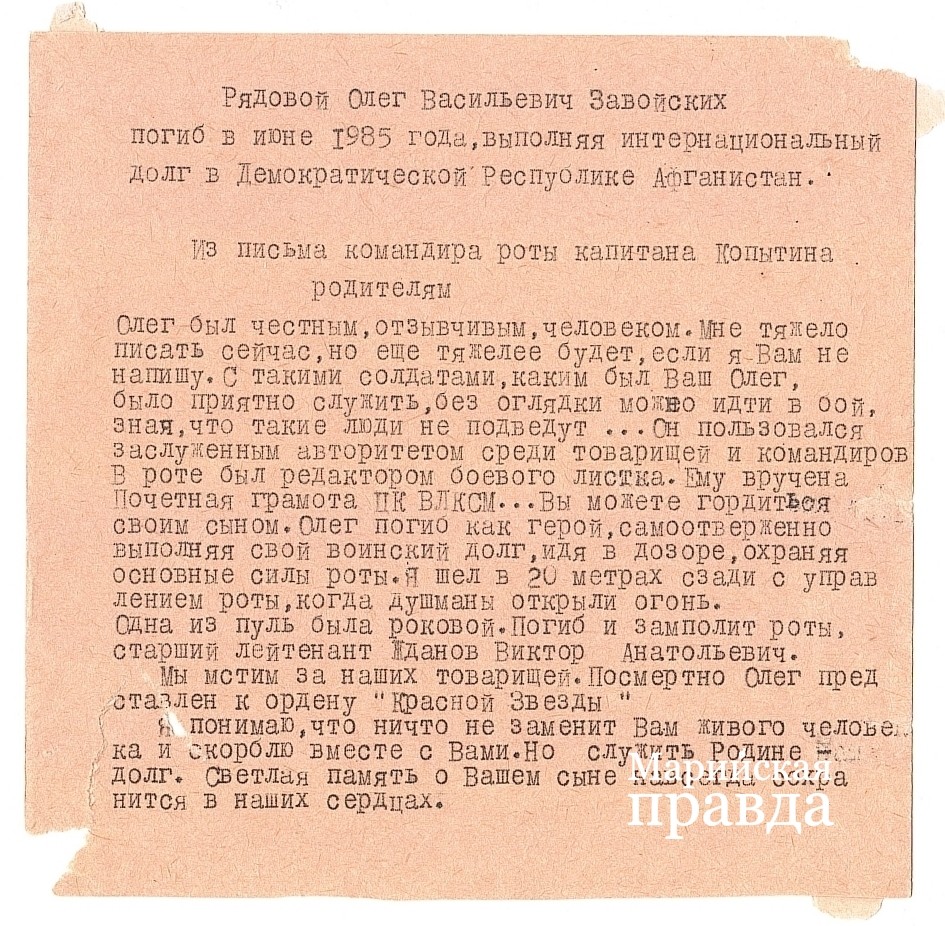 Рядовой Олег Васильевич Завойских
погиб в июне 1985 года,выполняя интернациональный
долг в Демократической Республике Афганистан.
Из письма командира роты капитана Копытина
родителям
Олег был честным,отзывчивым,человеком.Мне тяжело
писать сейчас,но еще тяжелее будет,если я Вам не
напишу.С такими солдатами,каким был Ваш Олег,
было приятно служить,без оглядки можно идти в бой,
зная,что такие люди не подведут ...Он пользовался
заслуженным авторитетом среди товарищей и командиров
В роте был редактором боевого листка.Ему вручена
Почетная грамота ЦК ВЛКСМ...Вы можете гордиться
своим сыном.Олег погиб как герой,самоотверженно
выполняя свой воинский долг,идя в дозоре,охраняя
основные силы роты.Я шел в 20 метрах сзади с управ
лением роты,когда душманы открыли огонь.
Одна из пуль была роковой.Погиб и замполит роты,
старший лейтенант Жданов Виктор Анатольевич.
Мы мстим за наших товарищей.Посмертно Олег пред
ставлен к ордену "Красной Звезды "
Я понимаю,что ничто не заменит Вам живого челове
ка и скорблю вместе с Вами.Но служить Родине
долг. Светлая память о Вашем сыне навсегда сохра
нится в наших сердцах.
Марийская
правда